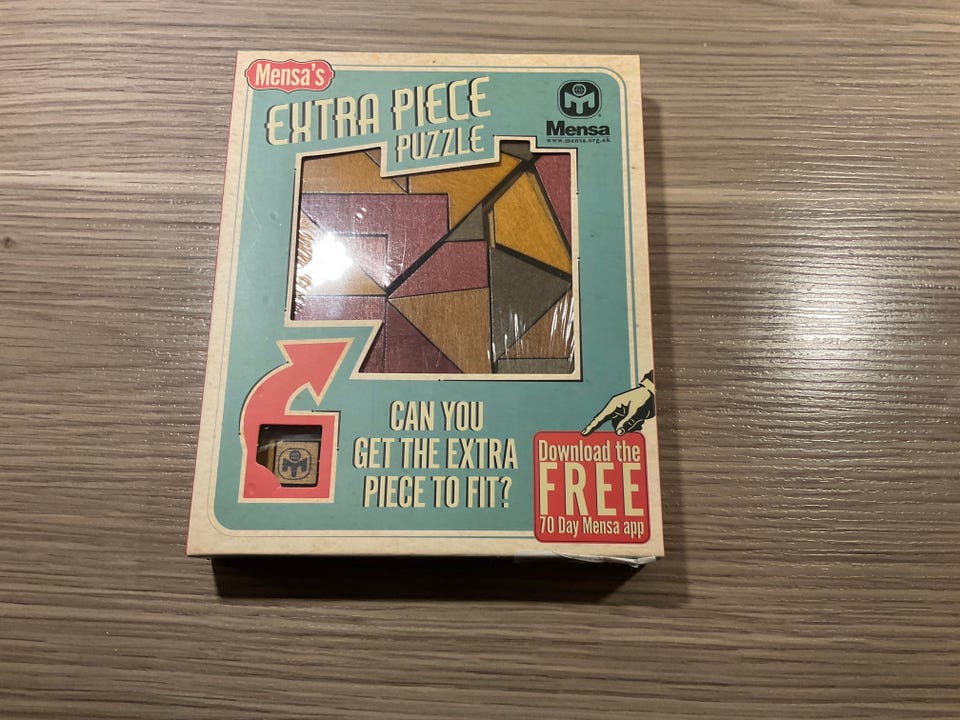 Mensa's
EXTRA PIECE
PUZZLE
Mensa
www.mensa.org.uk
CAN YOU
GET THE EXTRA
PIECE TO FIT?
Download the
FREE
70 Day Mensa app